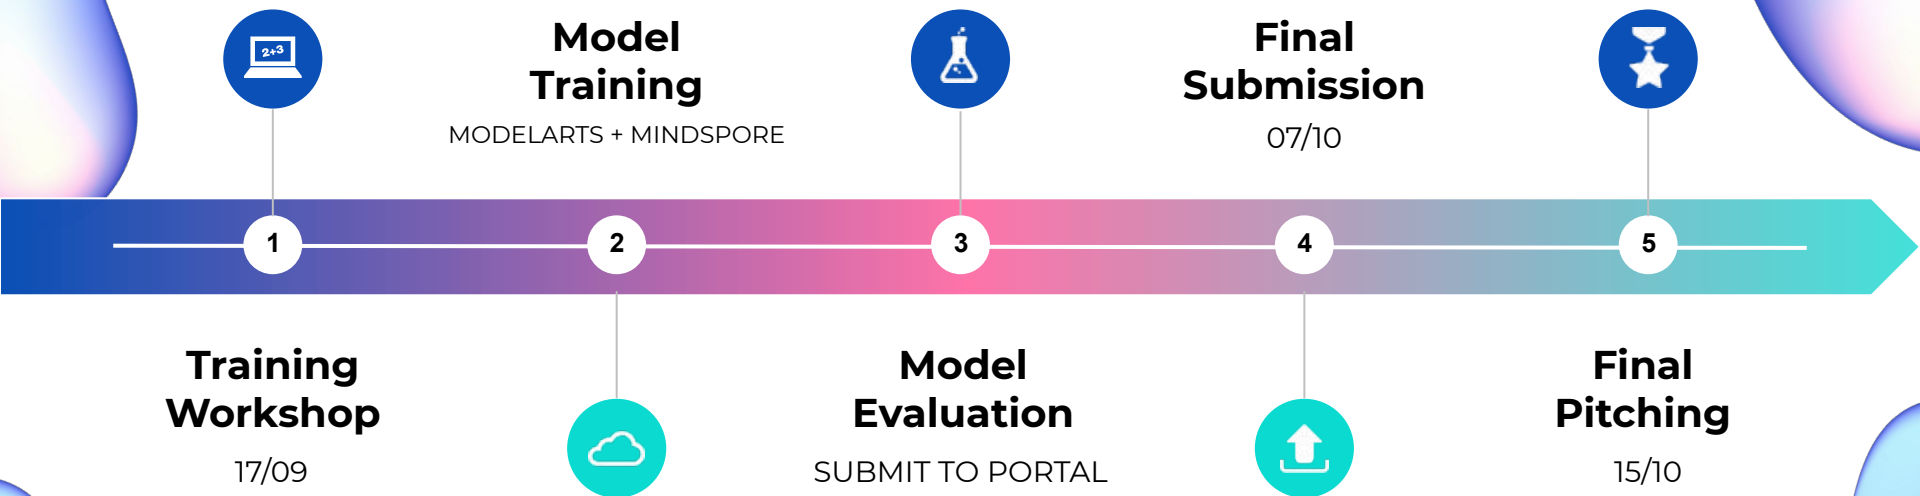 2+3
Model
Training
MODELARTS + MINDSPORE
Final
Submission
07/10
1
2
3
4
5
Training
Workshop
17/09
Model
Evaluation
SUBMIT TO PORTAL
Final
Pitching
15/10